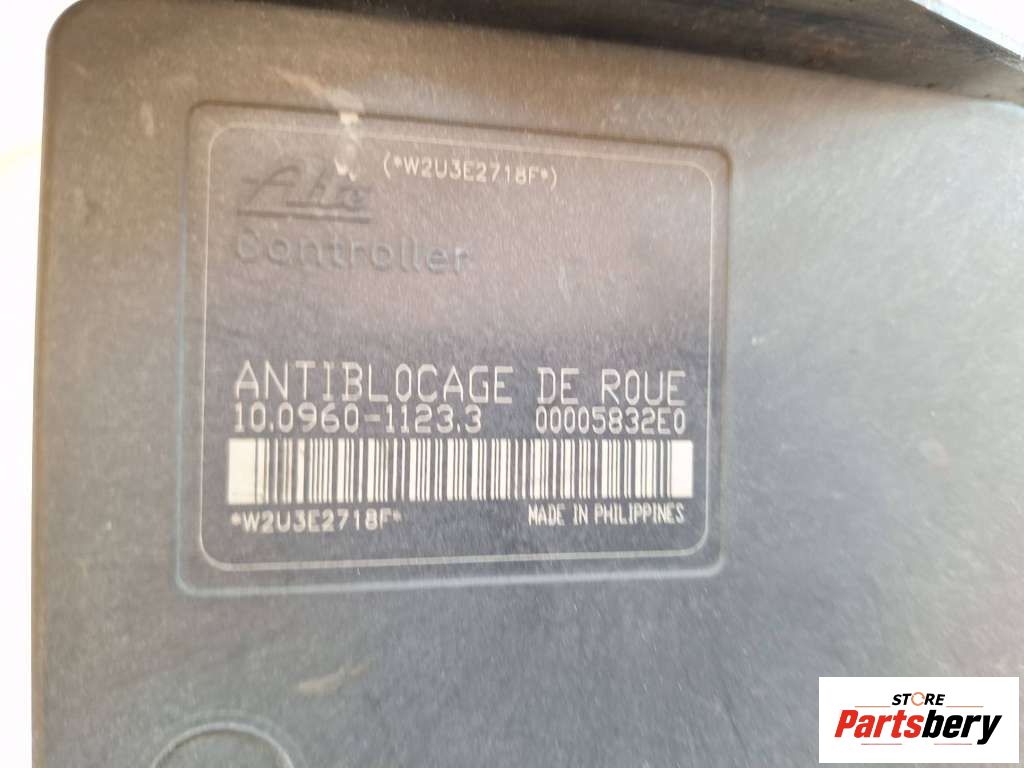 (*W2U3E2718F*)
Ate
Controller
ANTIBLOCAGE DE ROUE
10.0960-1123.3 00005832E0
*W2U3E2718F*
MADE IN PHILIPPINES
STORE
Partsbery